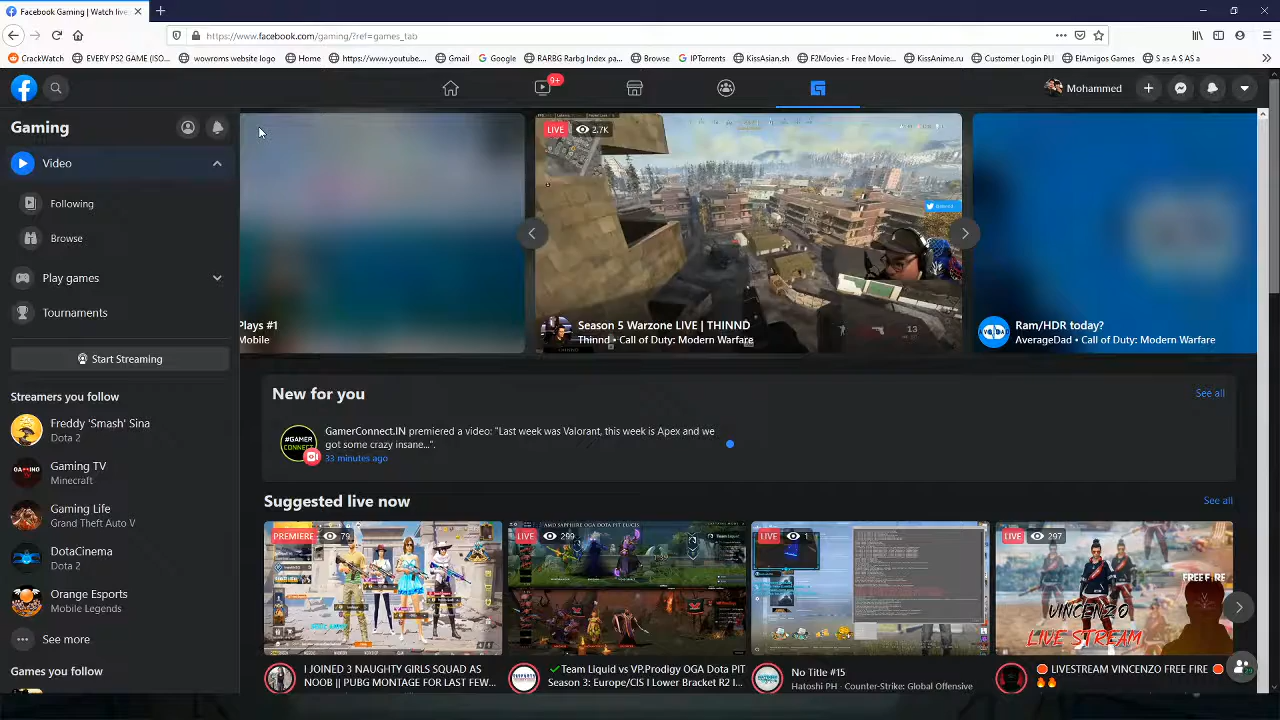 Facebook Gaming | Watch live
https://www.facebook.com/gaming/?ref=games_tab
CrackWatch
EVERY PS2 GAME (ISO...
wowroms website logo
Home
https://www.youtube....
Gmail
Google
RARBG Rarbg Index pa...
Browse
IPTorrents
KissAsian.sh
F2Movies - Free Movie...
KissAnime.ru
Customer Login PLI
ElAmigos Games
S as A S AS a
9+
Mohammed
Gaming
Video
Following
Browse
Play games
Tournaments
Start Streaming
Streamers you follow
Freddy 'Smash' Sina
Dota 2
Gaming TV
Minecraft
Gaming Life
Grand Theft Auto V
DotaCinema
Dota 2
O2tude Esports
Mobile Legends
See more
Games you follow
Plays #1
Mobile
LIVE
2.7K
13
Season 5 Warzone LIVE | THINND
Thinnd • Call of Duty: Modern Warfare
Ram/HDR today?
AverageDad • Call of Duty: Modern Warfare
New for you
See all
#GAMER
CONNECT
GamerConnect.IN premiered a video: "Last week was Valorant, this week is Apex and we
got some crazy insane...".
33 minutes ago
Suggested live now
See all
PREMIERE
79
I JOINED 3 NAUGHTY GIRLS SQUAD AS
NOOB || PUBG MONTAGE FOR LAST FEW...
LIVE
299
Team Liquid vs VP.Prodigy OGA Dota PIT
Season 3: Europe/CIS I Lower Bracket R2 I...
LIVE
1
No Title #15
Hatoshi PH · Counter-Strike: Global Offensive
LIVE
297
FREE FIRE
VINCENZO
LIVE STREAM
LIVESTREAM VINCENZO FREE FIRE